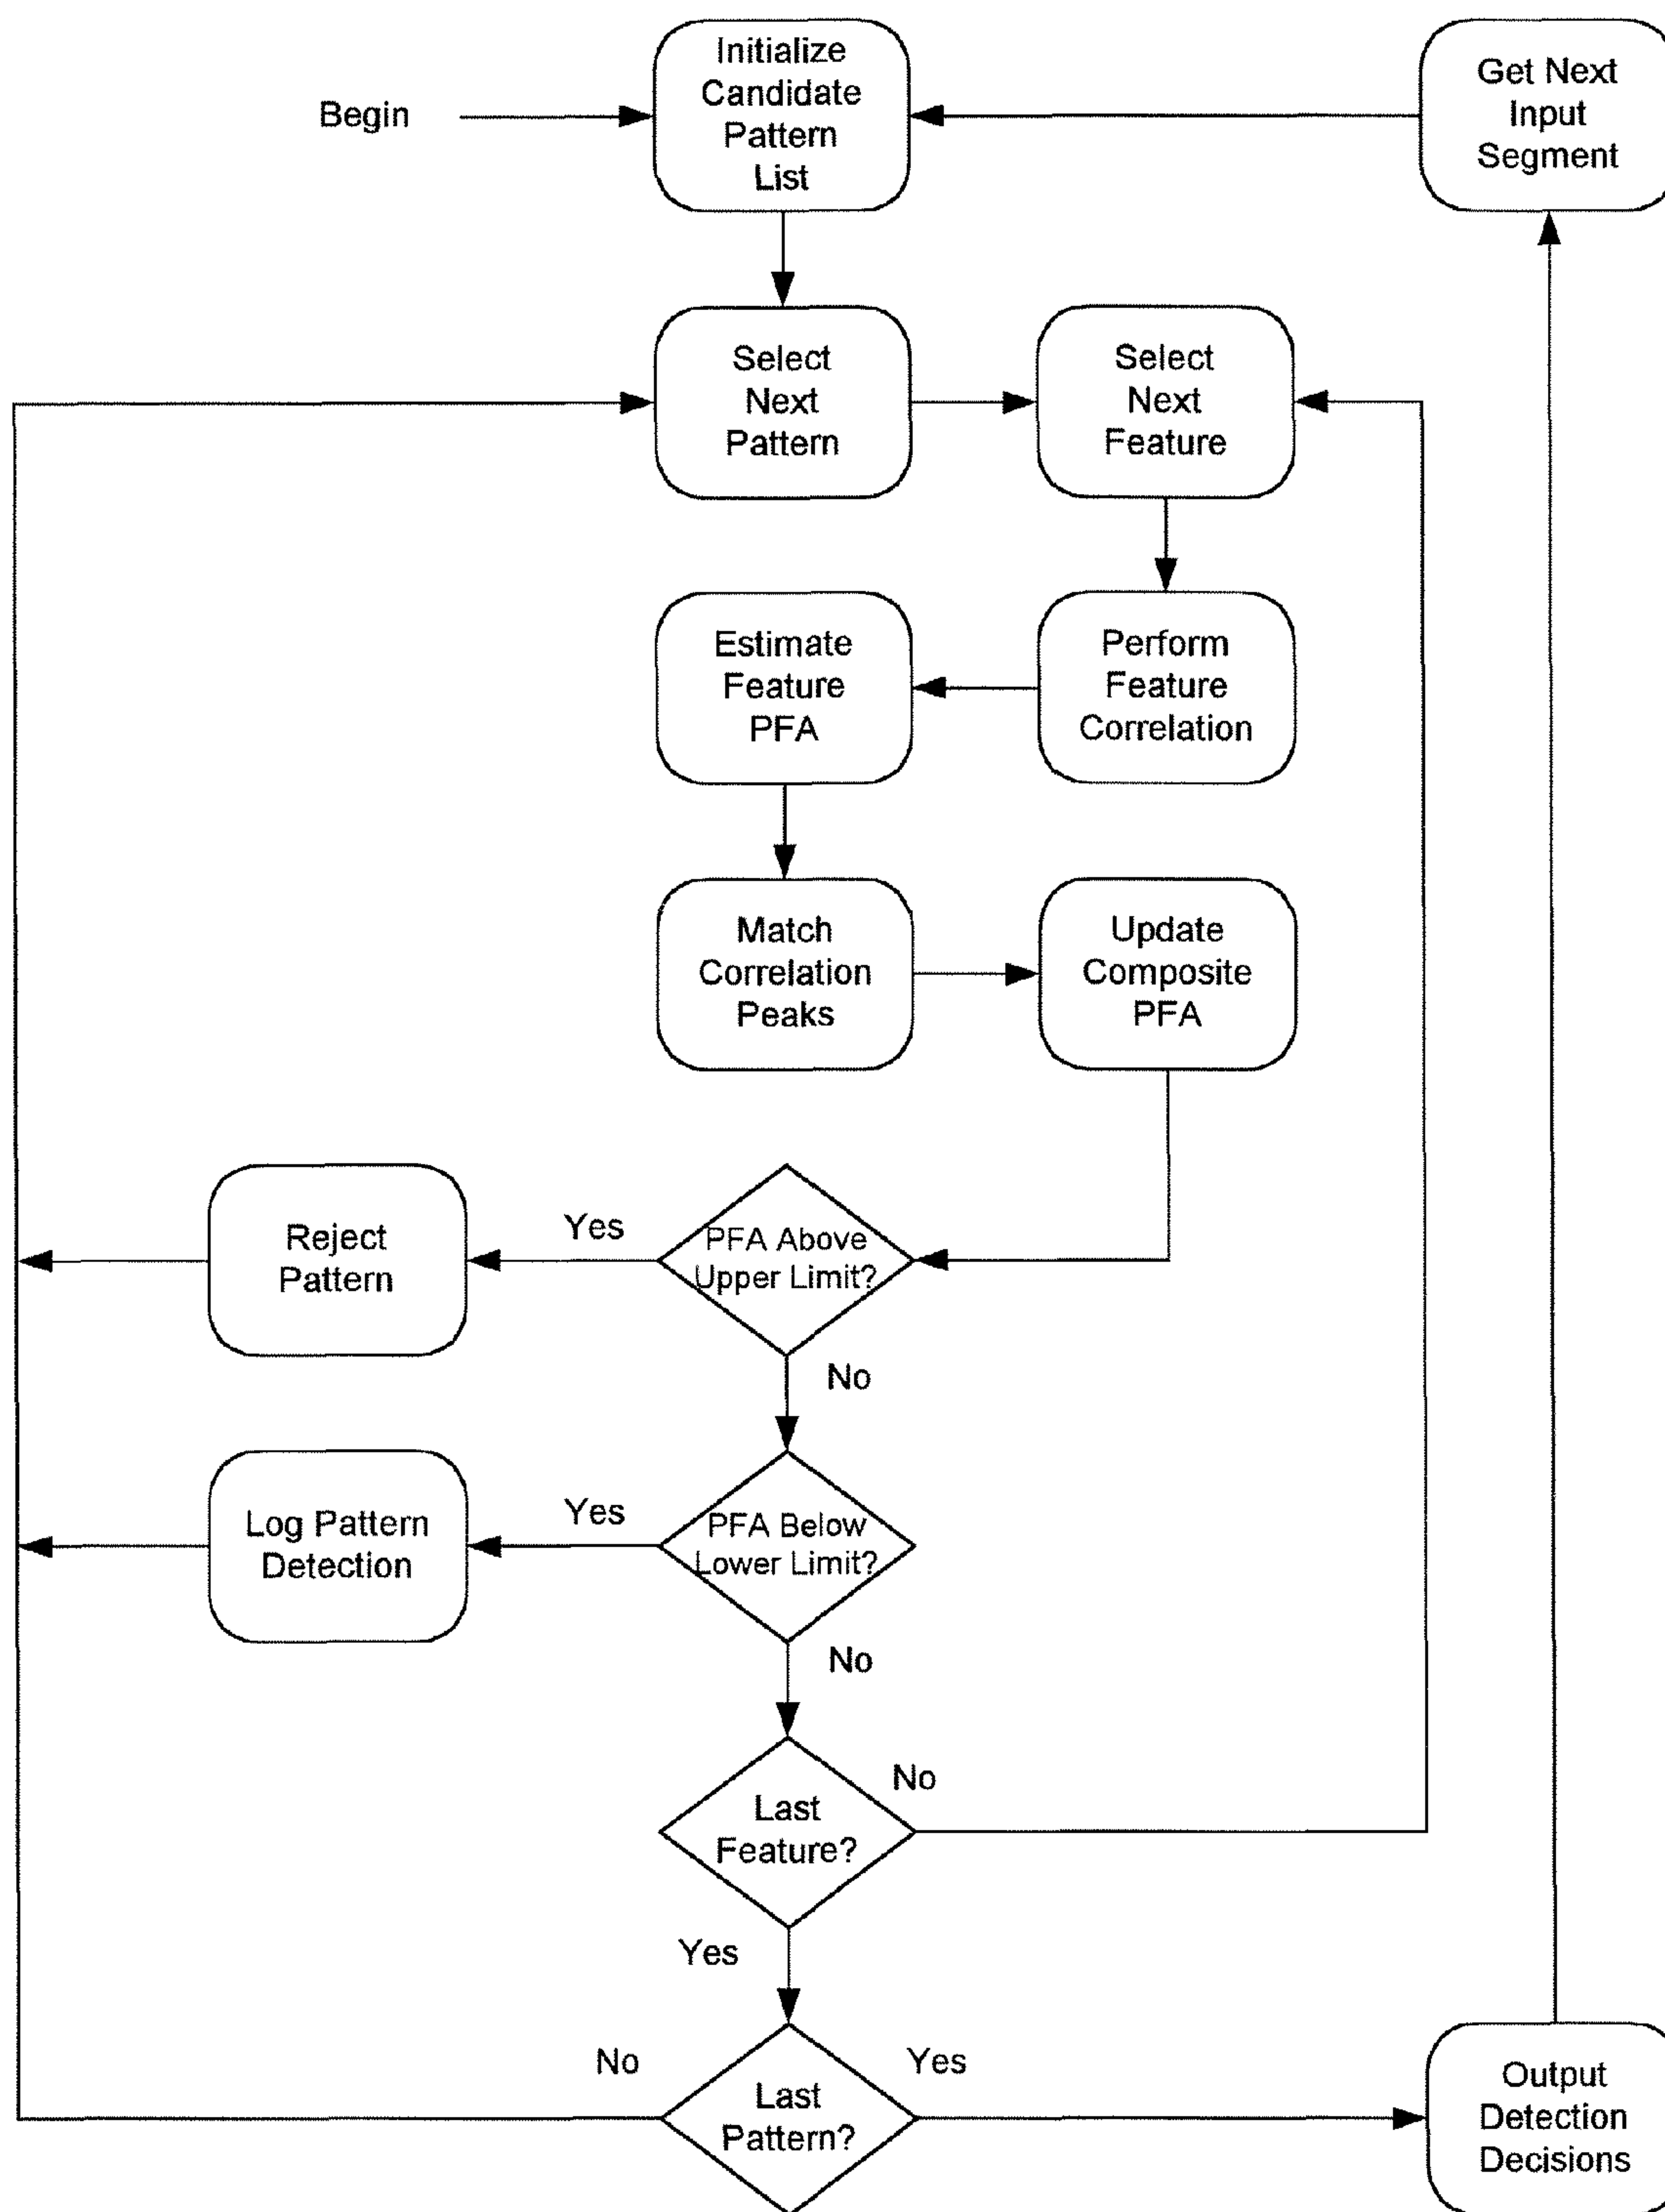 Begin
Initialize
Candidate
Pattern
List
Get Next
Input
Segment
Select
Next
Pattern
Select
Next
Feature
Estimate
Feature
PFA
Perform
Feature
Correlation
Match
Correlation
Peaks
Update
Composite
PFA
Reject
Pattern
Yes
PFA Above
Upper Limit?
No
Log Pattern
Detection
Yes
PFA Below
Lower Limit?
No
Last
Feature?
No
Yes
No
Last
Pattern?
Yes
Output
Detection
Decisions